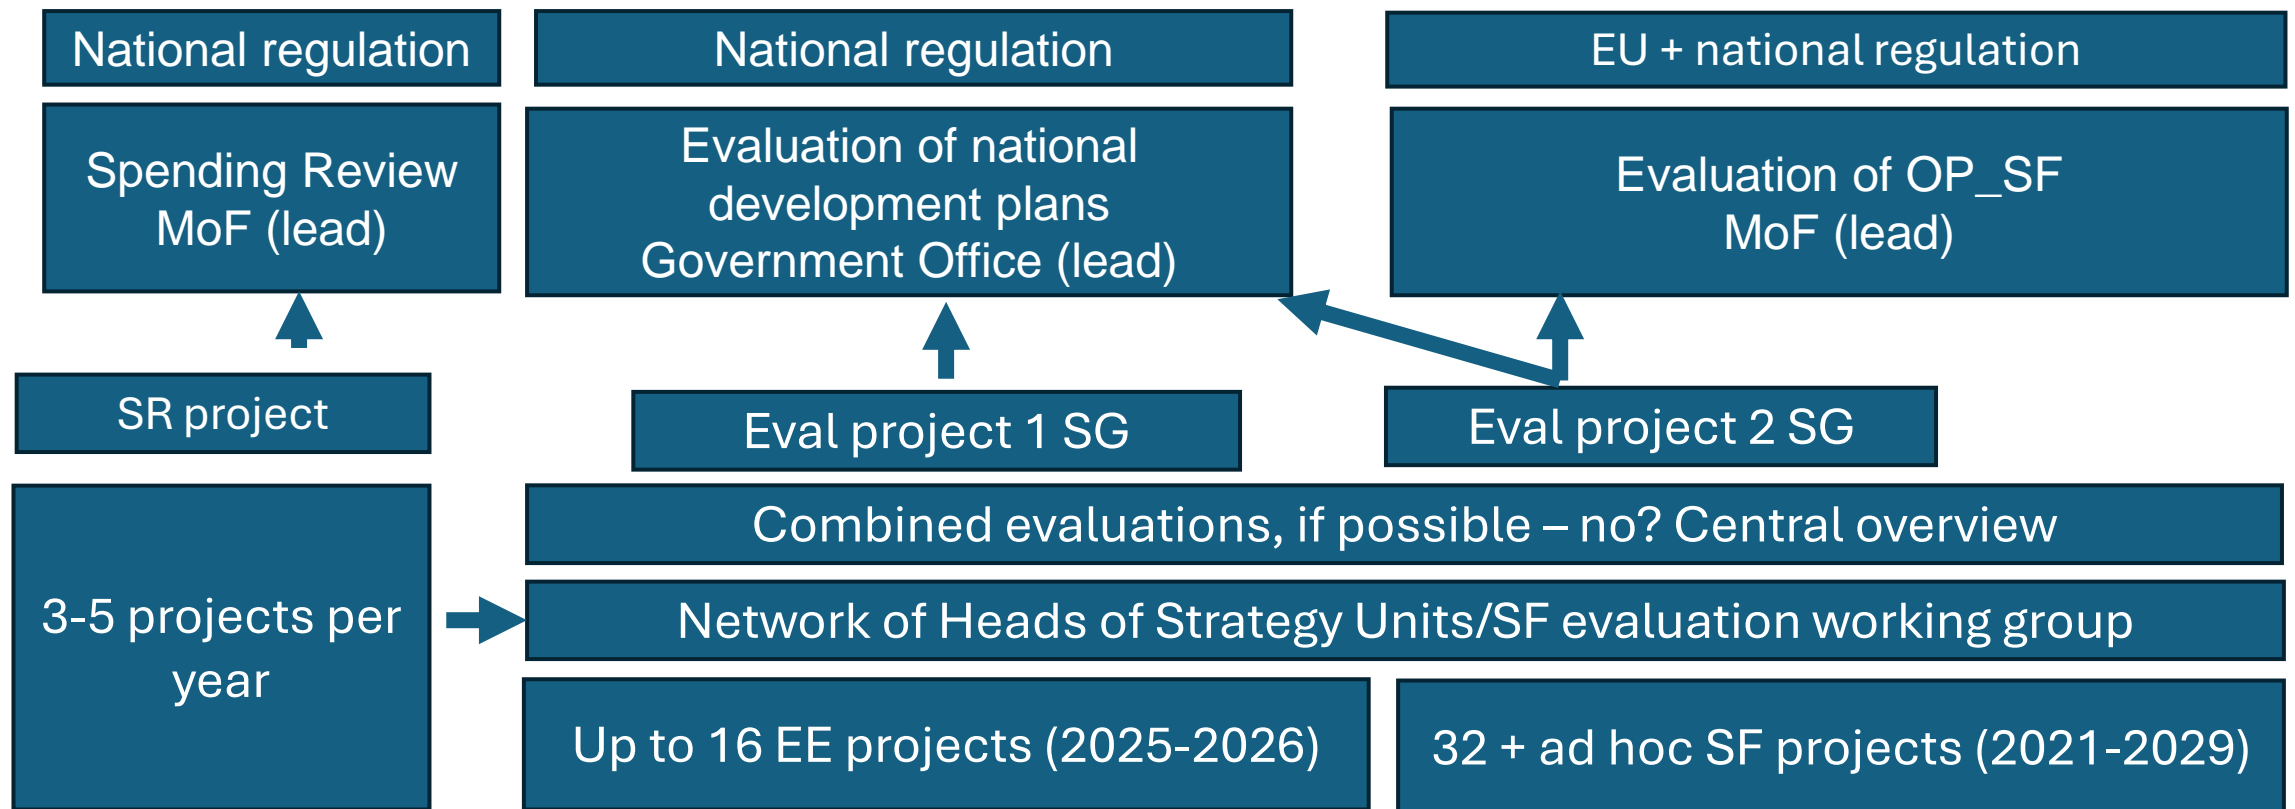 National regulation
National regulation
EU + national regulation
Spending Review
MoF (lead)
Evaluation of national
development plans
Government Office (lead)
Evaluation of OP_SF
MoF (lead)
SR project
Eval project 1 SG
Eval project 2 SG
3-5 projects per
year
Combined evaluations, if possible – no? Central overview
Network of Heads of Strategy Units/SF evaluation working group
Up to 16 EE projects (2025-2026)
32 + ad hoc SF projects (2021-2029)